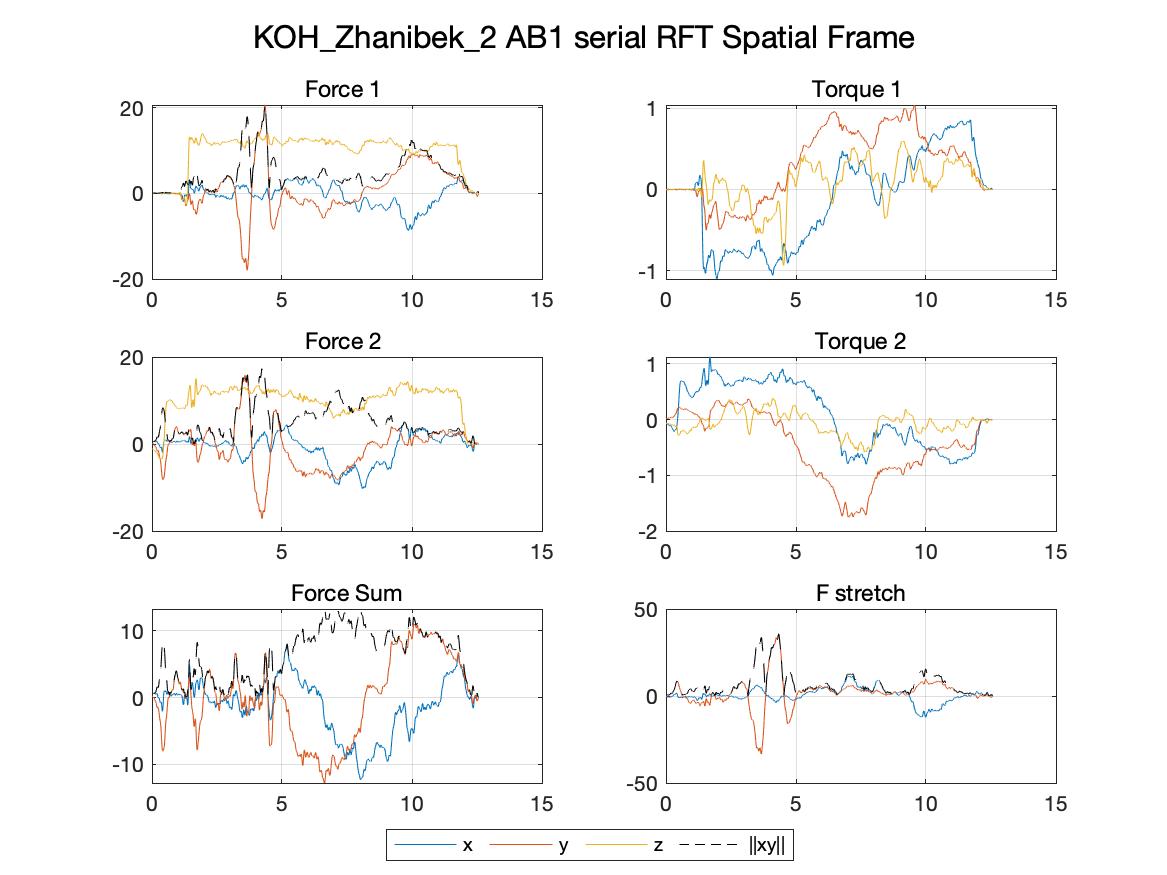 KOH_Zhanibek_2 AB1 serial RFT Spatial Frame
Force 1
20
0
-20
0 5 10 15
Torque 1
1
0
-1
0 5 10 15
Force 2
20
0
-20
0 5 10 15
Torque 2
1
0
-1
-2
0 5 10 15
Force Sum
10
0
-10
0 5 10 15
F stretch
50
0
-50
0 5 10 15
x y z ||xy||